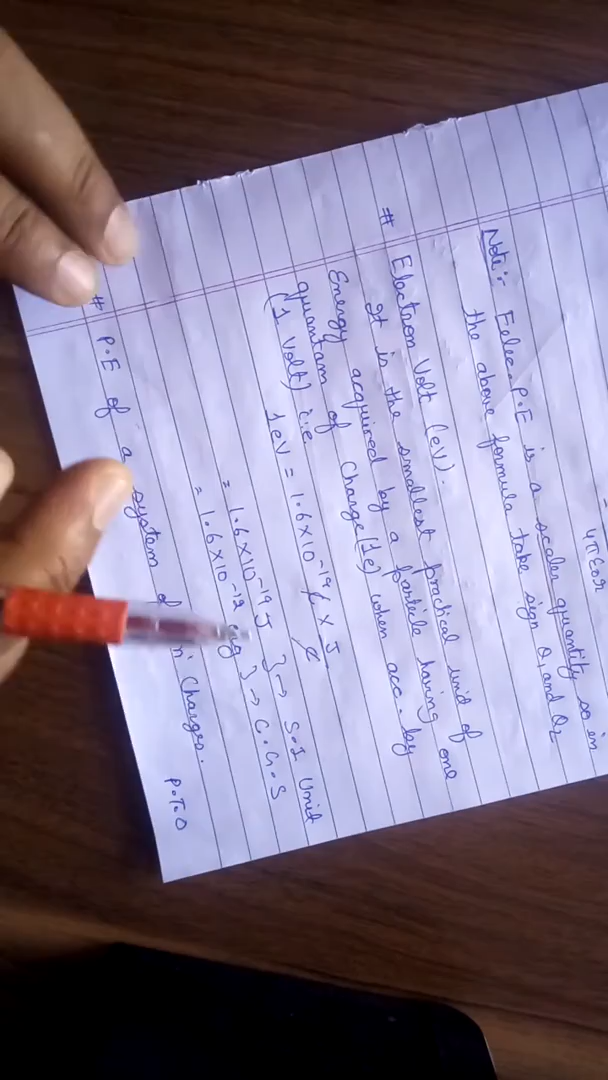 4πε₀r
Note:- Eelec. P.E is a scaler quantity so in
the above formula take sign Q₁ and Q₂
# Electron Volt (eV).
It is the smallest practical unit of
Energy acquired by a particle having one
quantam of Charge (1e) when acc. by
(1 Volt) i.e
1eV = 1.6×10⁻¹⁹ C × J/C
= 1.6×10⁻¹⁹ J } → S.I Unit
= 1.6×10⁻¹² erg } → C.G.S
# P.E of a system of n Charges.
P.T.O